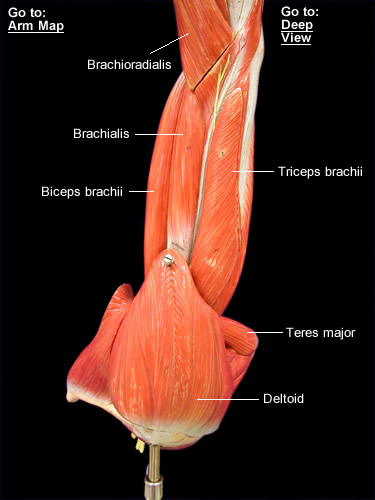 Go to:
Arm Map
Go to:
Deep
View
Brachioradialis
Brachialis
Triceps brachii
Biceps brachii
Teres major
Deltoid